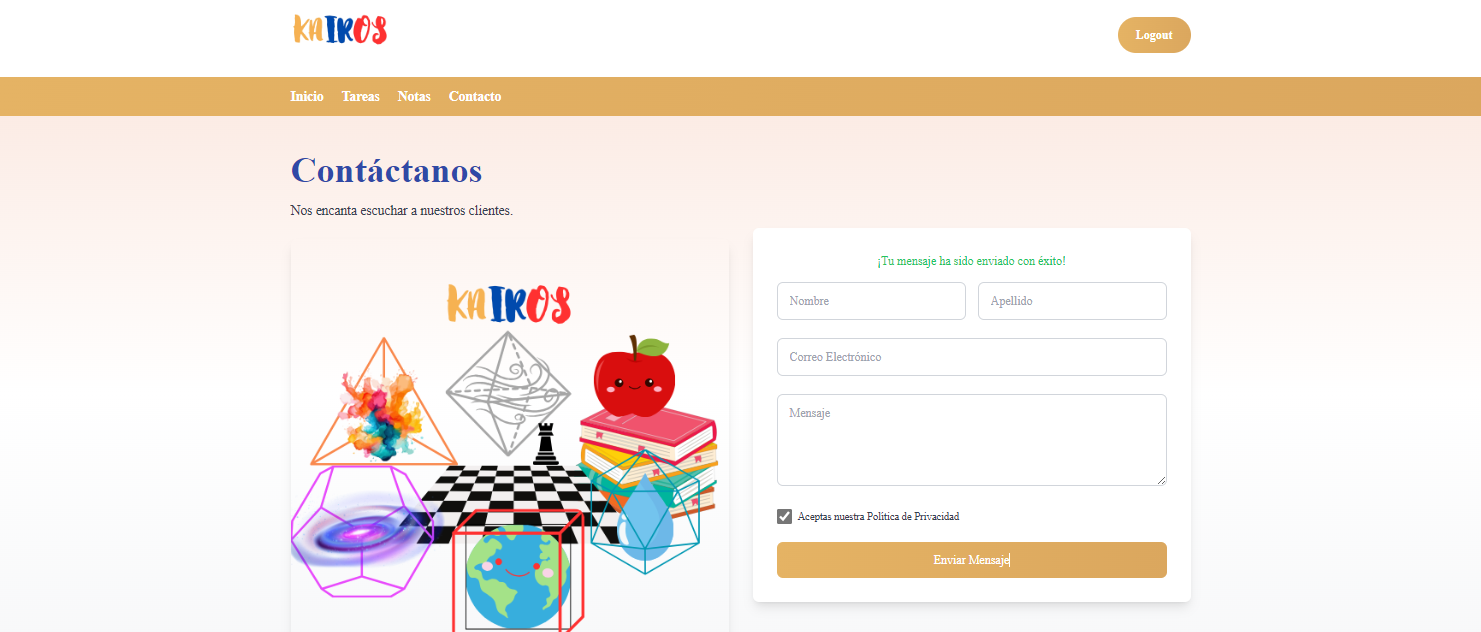 KAIROS
Logout
Inicio Tareas Notas Contacto
Contáctanos
Nos encanta escuchar a nuestros clientes.
KAIROS
¡Tu mensaje ha sido enviado con éxito!
Nombre Apellido
Correo Electrónico
Mensaje
Aceptas nuestra Política de Privacidad
Enviar Mensaje